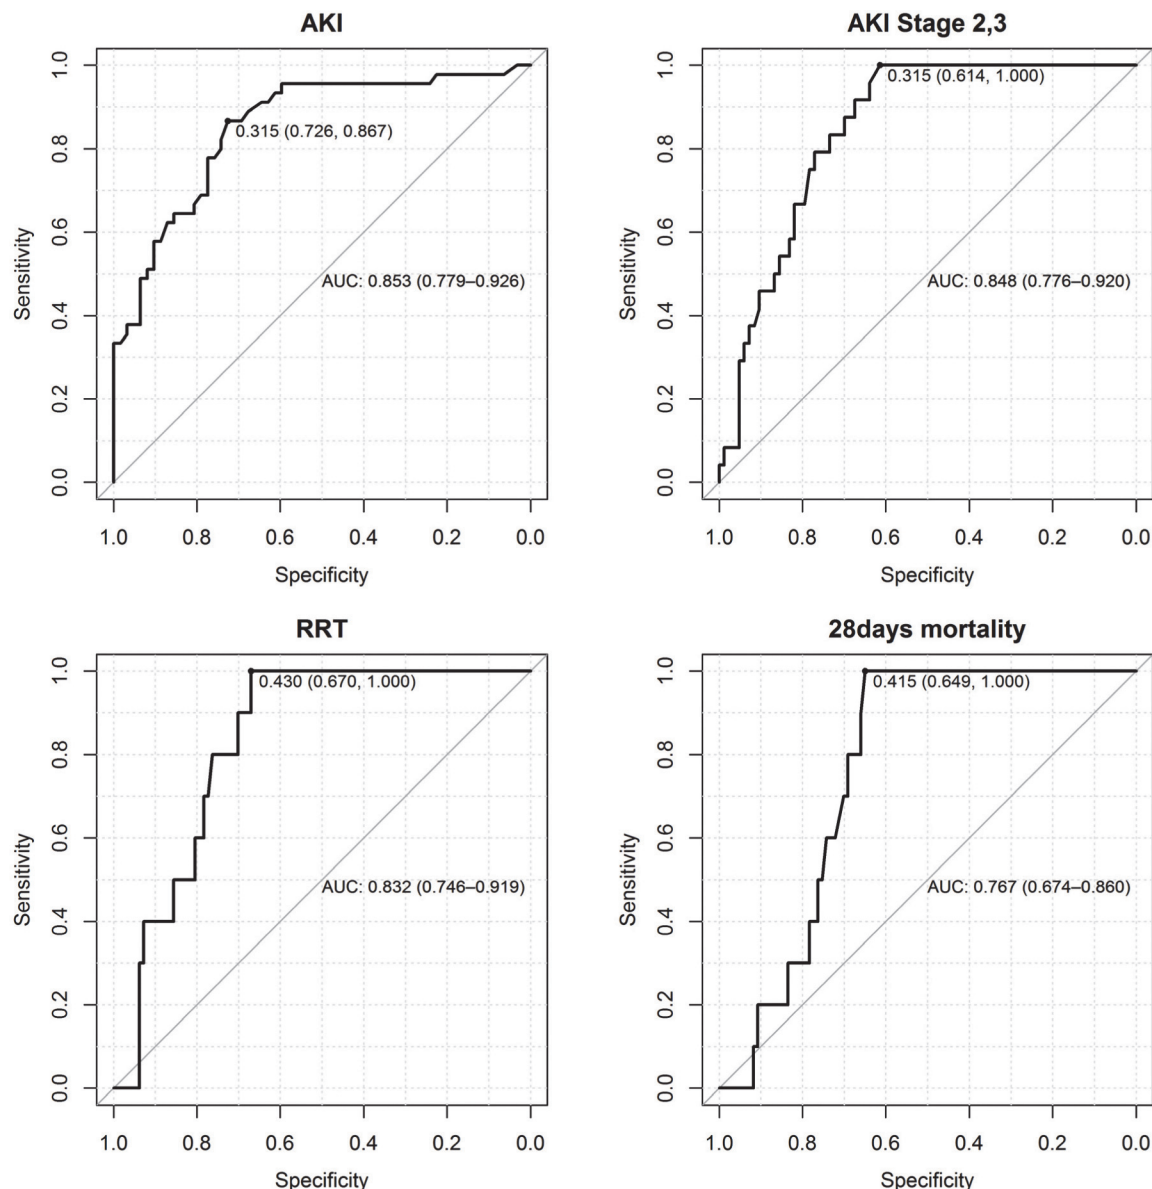 AKI
1.0
0.8
0.6
0.4
0.2
0.0
Sensitivity
0.315 (0.726, 0.867)
AUC: 0.853 (0.779–0.926)
1.0 0.8 0.6 0.4 0.2 0.0
Specificity
AKI Stage 2,3
1.0
0.8
0.6
0.4
0.2
0.0
Sensitivity
0.315 (0.614, 1.000)
AUC: 0.848 (0.776–0.920)
1.0 0.8 0.6 0.4 0.2 0.0
Specificity
RRT
1.0
0.8
0.6
0.4
0.2
0.0
Sensitivity
0.430 (0.670, 1.000)
AUC: 0.832 (0.746–0.919)
1.0 0.8 0.6 0.4 0.2 0.0
Specificity
28days mortality
1.0
0.8
0.6
0.4
0.2
0.0
Sensitivity
0.415 (0.649, 1.000)
AUC: 0.767 (0.674–0.860)
1.0 0.8 0.6 0.4 0.2 0.0
Specificity